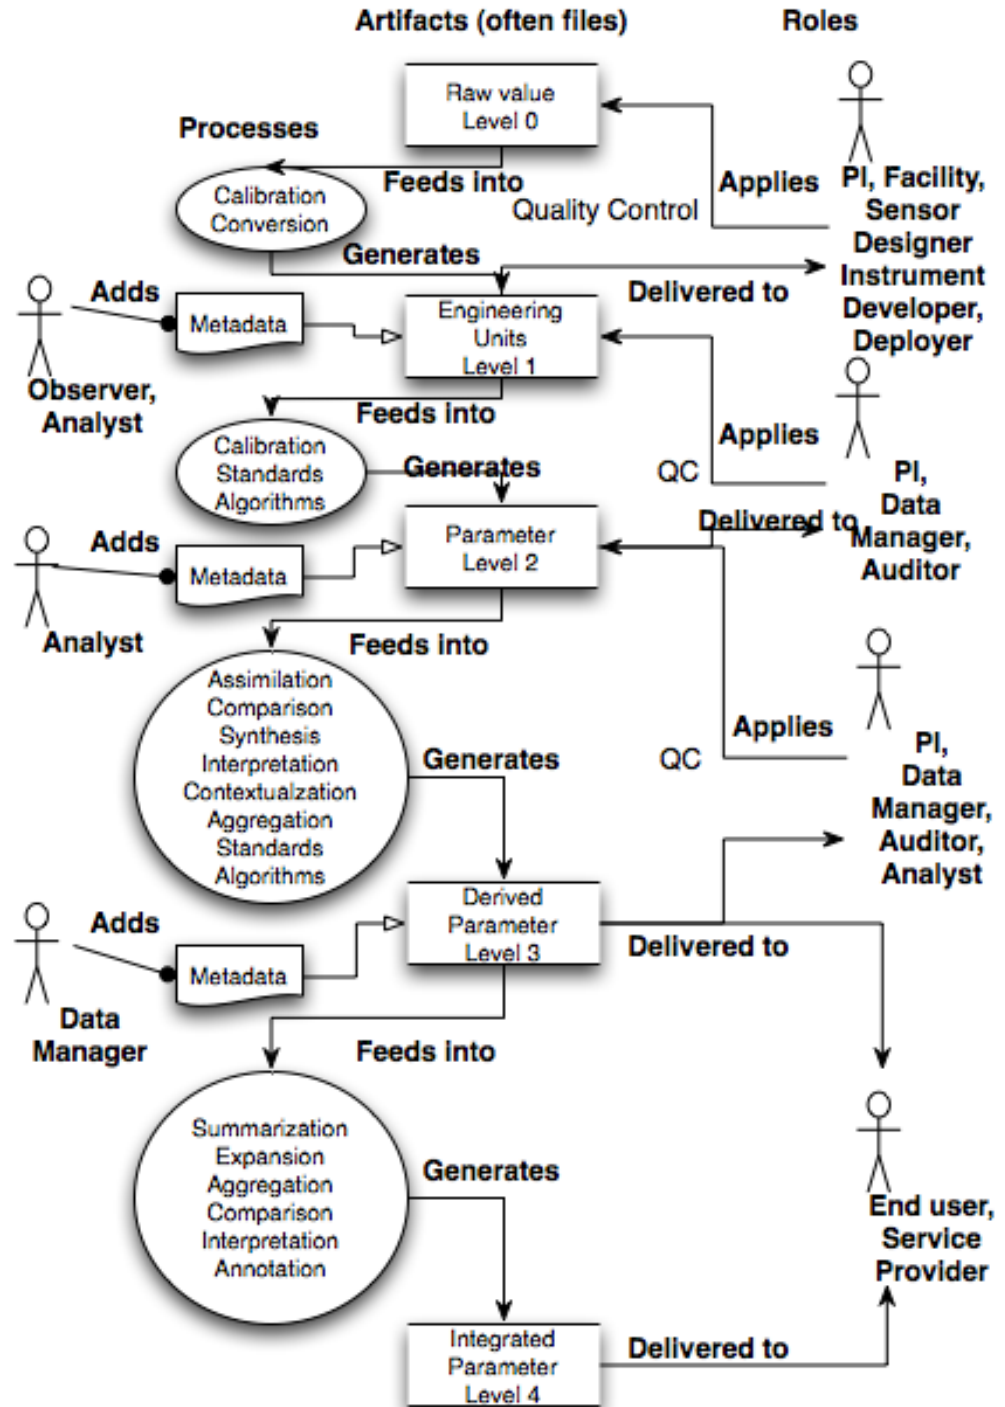 Artifacts (often files)
Roles
Raw value
Level 0
Processes
Feeds into
Applies
Quality Control
PI, Facility,
Sensor
Designer
Instrument
Developer,
Deployer
Calibration
Conversion
Generates
Delivered to
Adds
Metadata
Engineering
Units
Level 1
Observer,
Analyst
Feeds into
Applies
QC
PI,
Data
Manager,
Auditor
Calibration
Standards
Algorithms
Generates
Delivered to
Adds
Metadata
Parameter
Level 2
Analyst
Feeds into
Assimilation
Comparison
Synthesis
Interpretation
Contextualzation
Aggregation
Standards
Algorithms
Generates
Applies
QC
PI,
Data
Manager,
Auditor,
Analyst
Adds
Metadata
Derived
Parameter
Level 3
Delivered to
Data
Manager
Feeds into
Summarization
Expansion
Aggregation
Comparison
Interpretation
Annotation
Generates
End user,
Service
Provider
Integrated
Parameter
Level 4
Delivered to